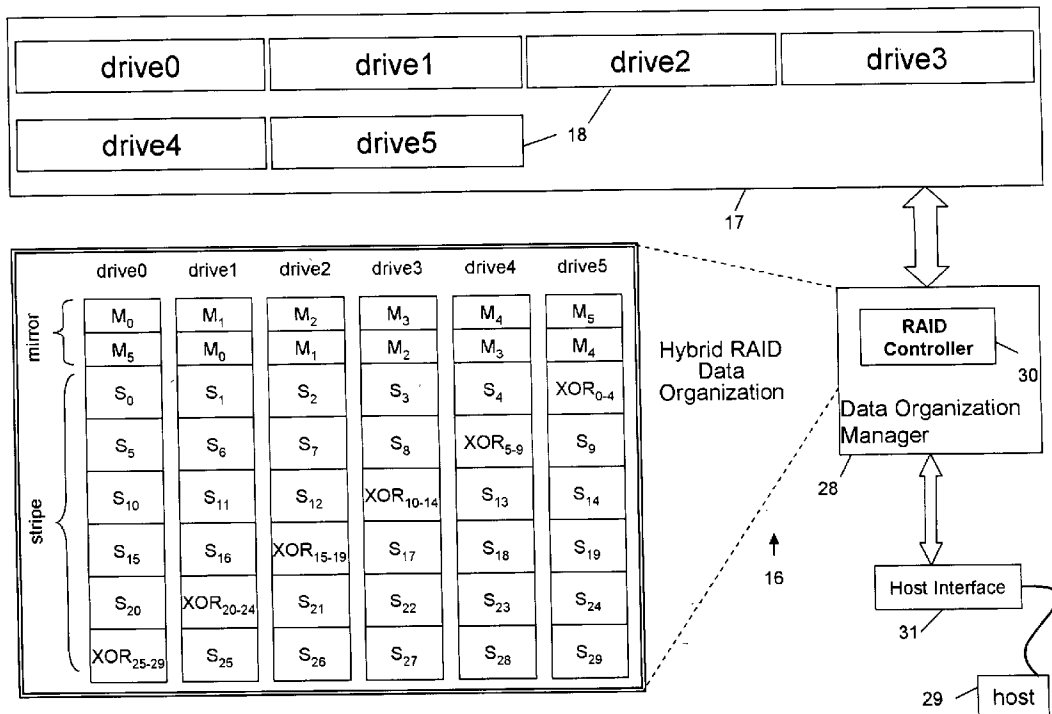 drive0 drive1 drive2 drive3
drive4 drive5
18
17
drive0 drive1 drive2 drive3 drive4 drive5
mirror
M0 M1 M2 M3 M4 M5
M5 M0 M1 M2 M3 M4
stripe
S0 S1 S2 S3 S4 XOR0-4
S5 S6 S7 S8 XOR5-9 S9
S10 S11 S12 XOR10-14 S13 S14
S15 S16 XOR15-19 S17 S18 S19
S20 XOR20-24 S21 S22 S23 S24
XOR25-29 S25 S26 S27 S28 S29
Hybrid RAID
Data
Organization
16
RAID
Controller
30
Data Organization
Manager
28
Host Interface
31
29
host